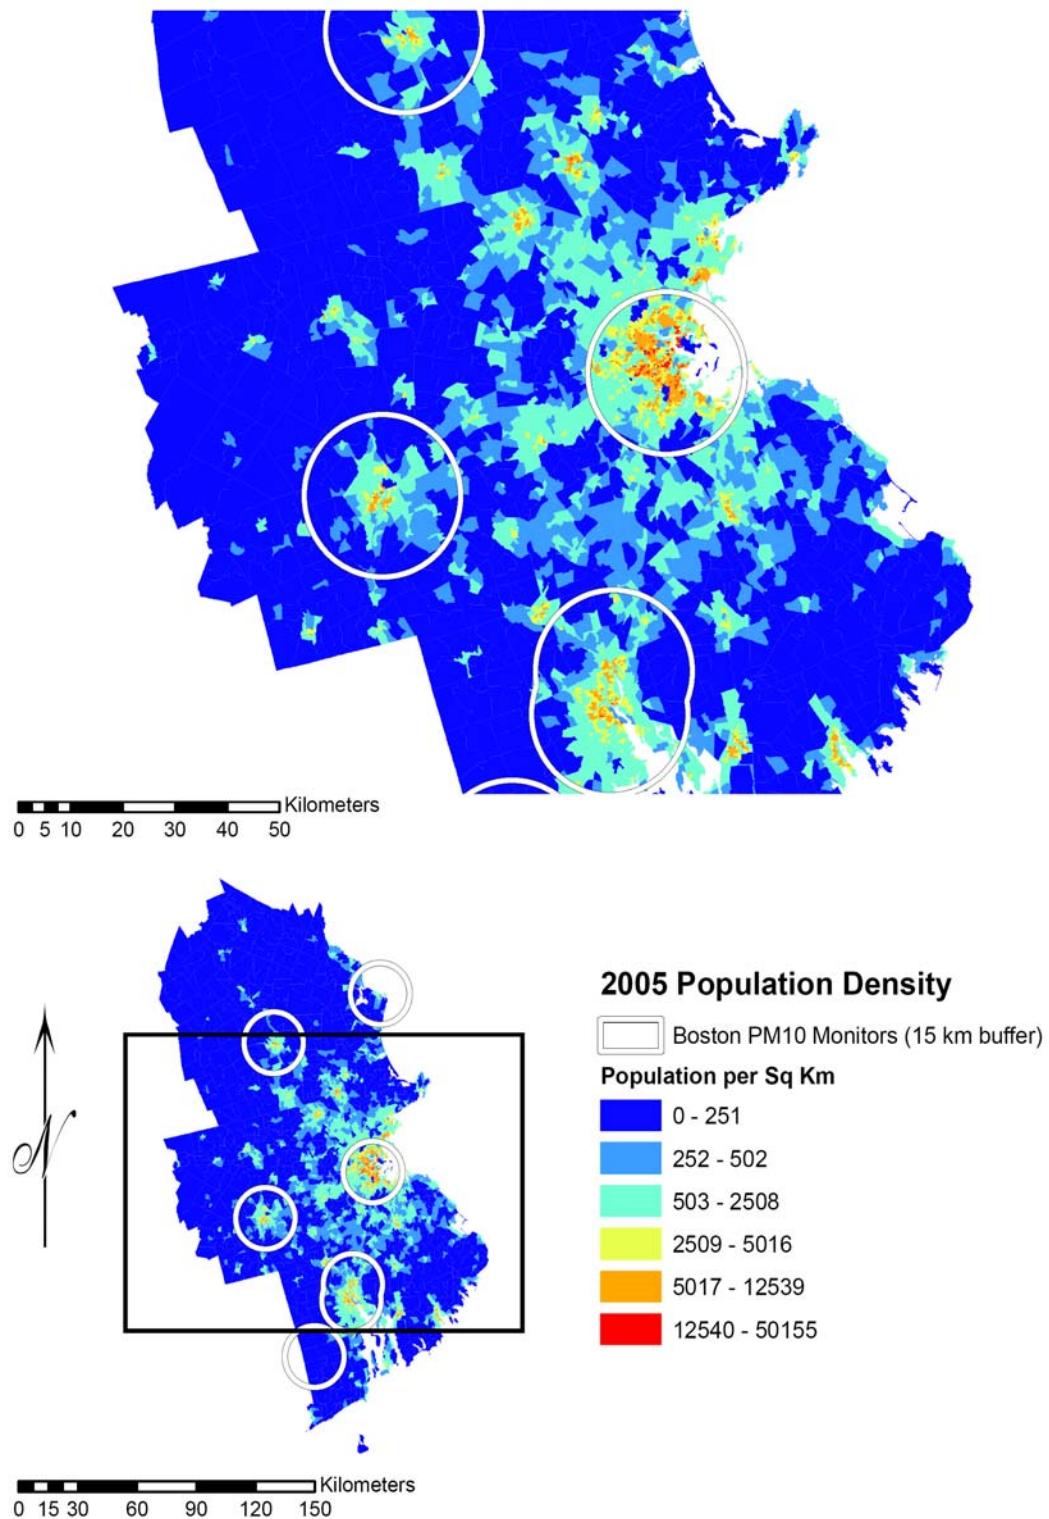 Kilometers
0 5 10 20 30 40 50
2005 Population Density
Boston PM10 Monitors (15 km buffer)
Population per Sq Km
0 - 251
252 - 502
503 - 2508
2509 - 5016
5017 - 12539
12540 - 50155
N
Kilometers
0 15 30 60 90 120 150